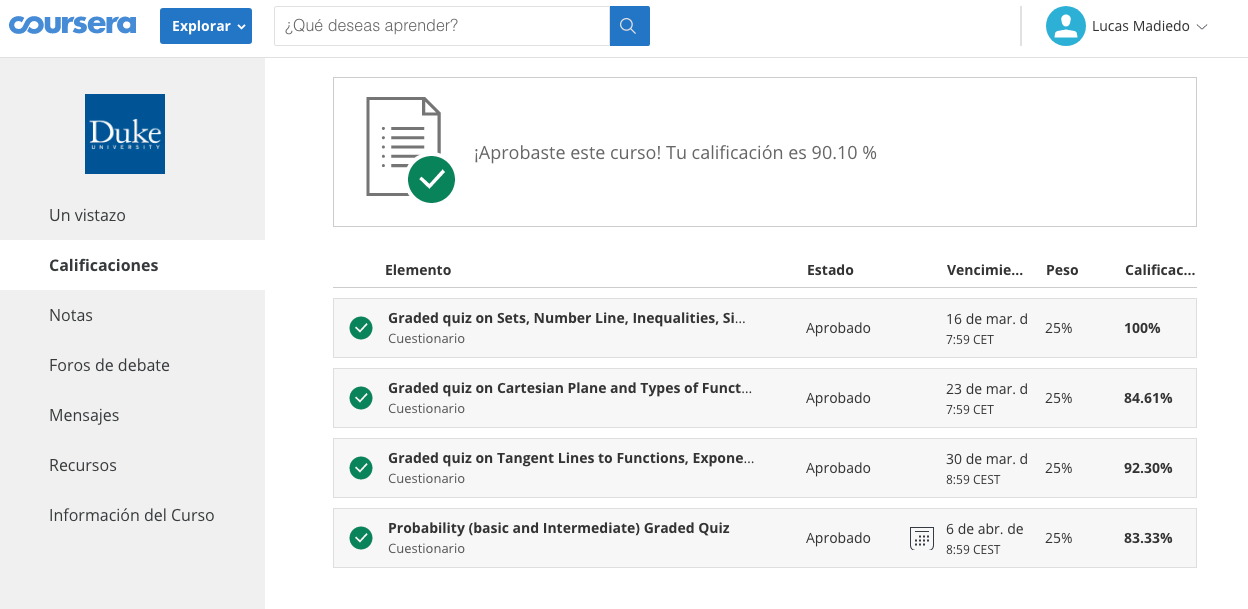 coursera
Explorar
¿Qué deseas aprender?
Lucas Madiedo
Duke
UNIVERSITY
Un vistazo
Calificaciones
Notas
Foros de debate
Mensajes
Recursos
Información del Curso
¡Aprobaste este curso! Tu calificación es 90.10 %
Elemento Estado Vencimie... Peso Calificac...
Graded quiz on Sets, Number Line, Inequalities, Si...
Cuestionario
Aprobado
16 de mar. d
7:59 CET
25%
100%
Graded quiz on Cartesian Plane and Types of Funct...
Cuestionario
Aprobado
23 de mar. d
7:59 CET
25%
84.61%
Graded quiz on Tangent Lines to Functions, Expone...
Cuestionario
Aprobado
30 de mar. d
8:59 CEST
25%
92.30%
Probability (basic and Intermediate) Graded Quiz
Cuestionario
Aprobado
6 de abr. de
8:59 CEST
25%
83.33%